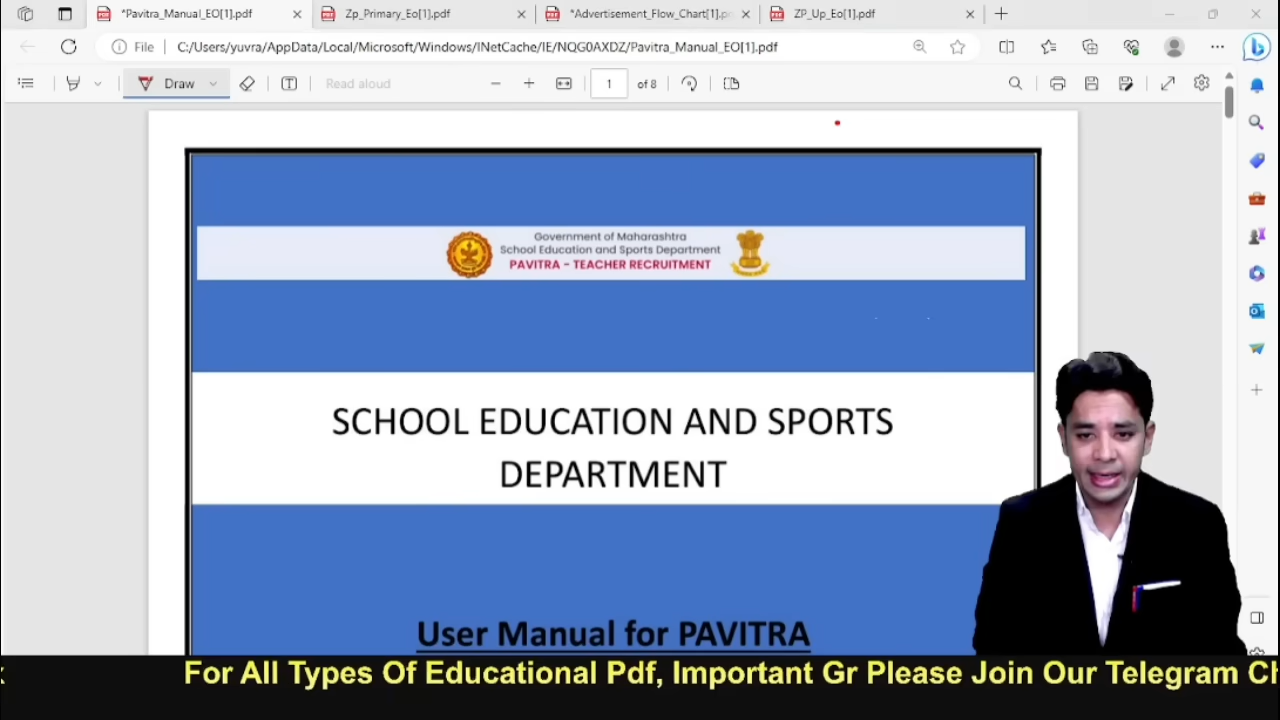 *Pavitra_Manual_EO[1].pdf
Zp_Primary_Eo[1].pdf
*Advertisement_Flow_Chart[1].p
ZP_Up_Eo[1].pdf
File
C:/Users/yuvra/AppData/Local/Microsoft/Windows/INetCache/IE/NQG0AXDZ/Pavitra_Manual_EO[1].pdf
Draw
Read aloud
1
of 8
Government of Maharashtra
School Education and Sports Department
PAVITRA - TEACHER RECRUITMENT
SCHOOL EDUCATION AND SPORTS
DEPARTMENT
User Manual for PAVITRA
For All Types Of Educational Pdf, Important Gr Please Join Our Telegram Ch